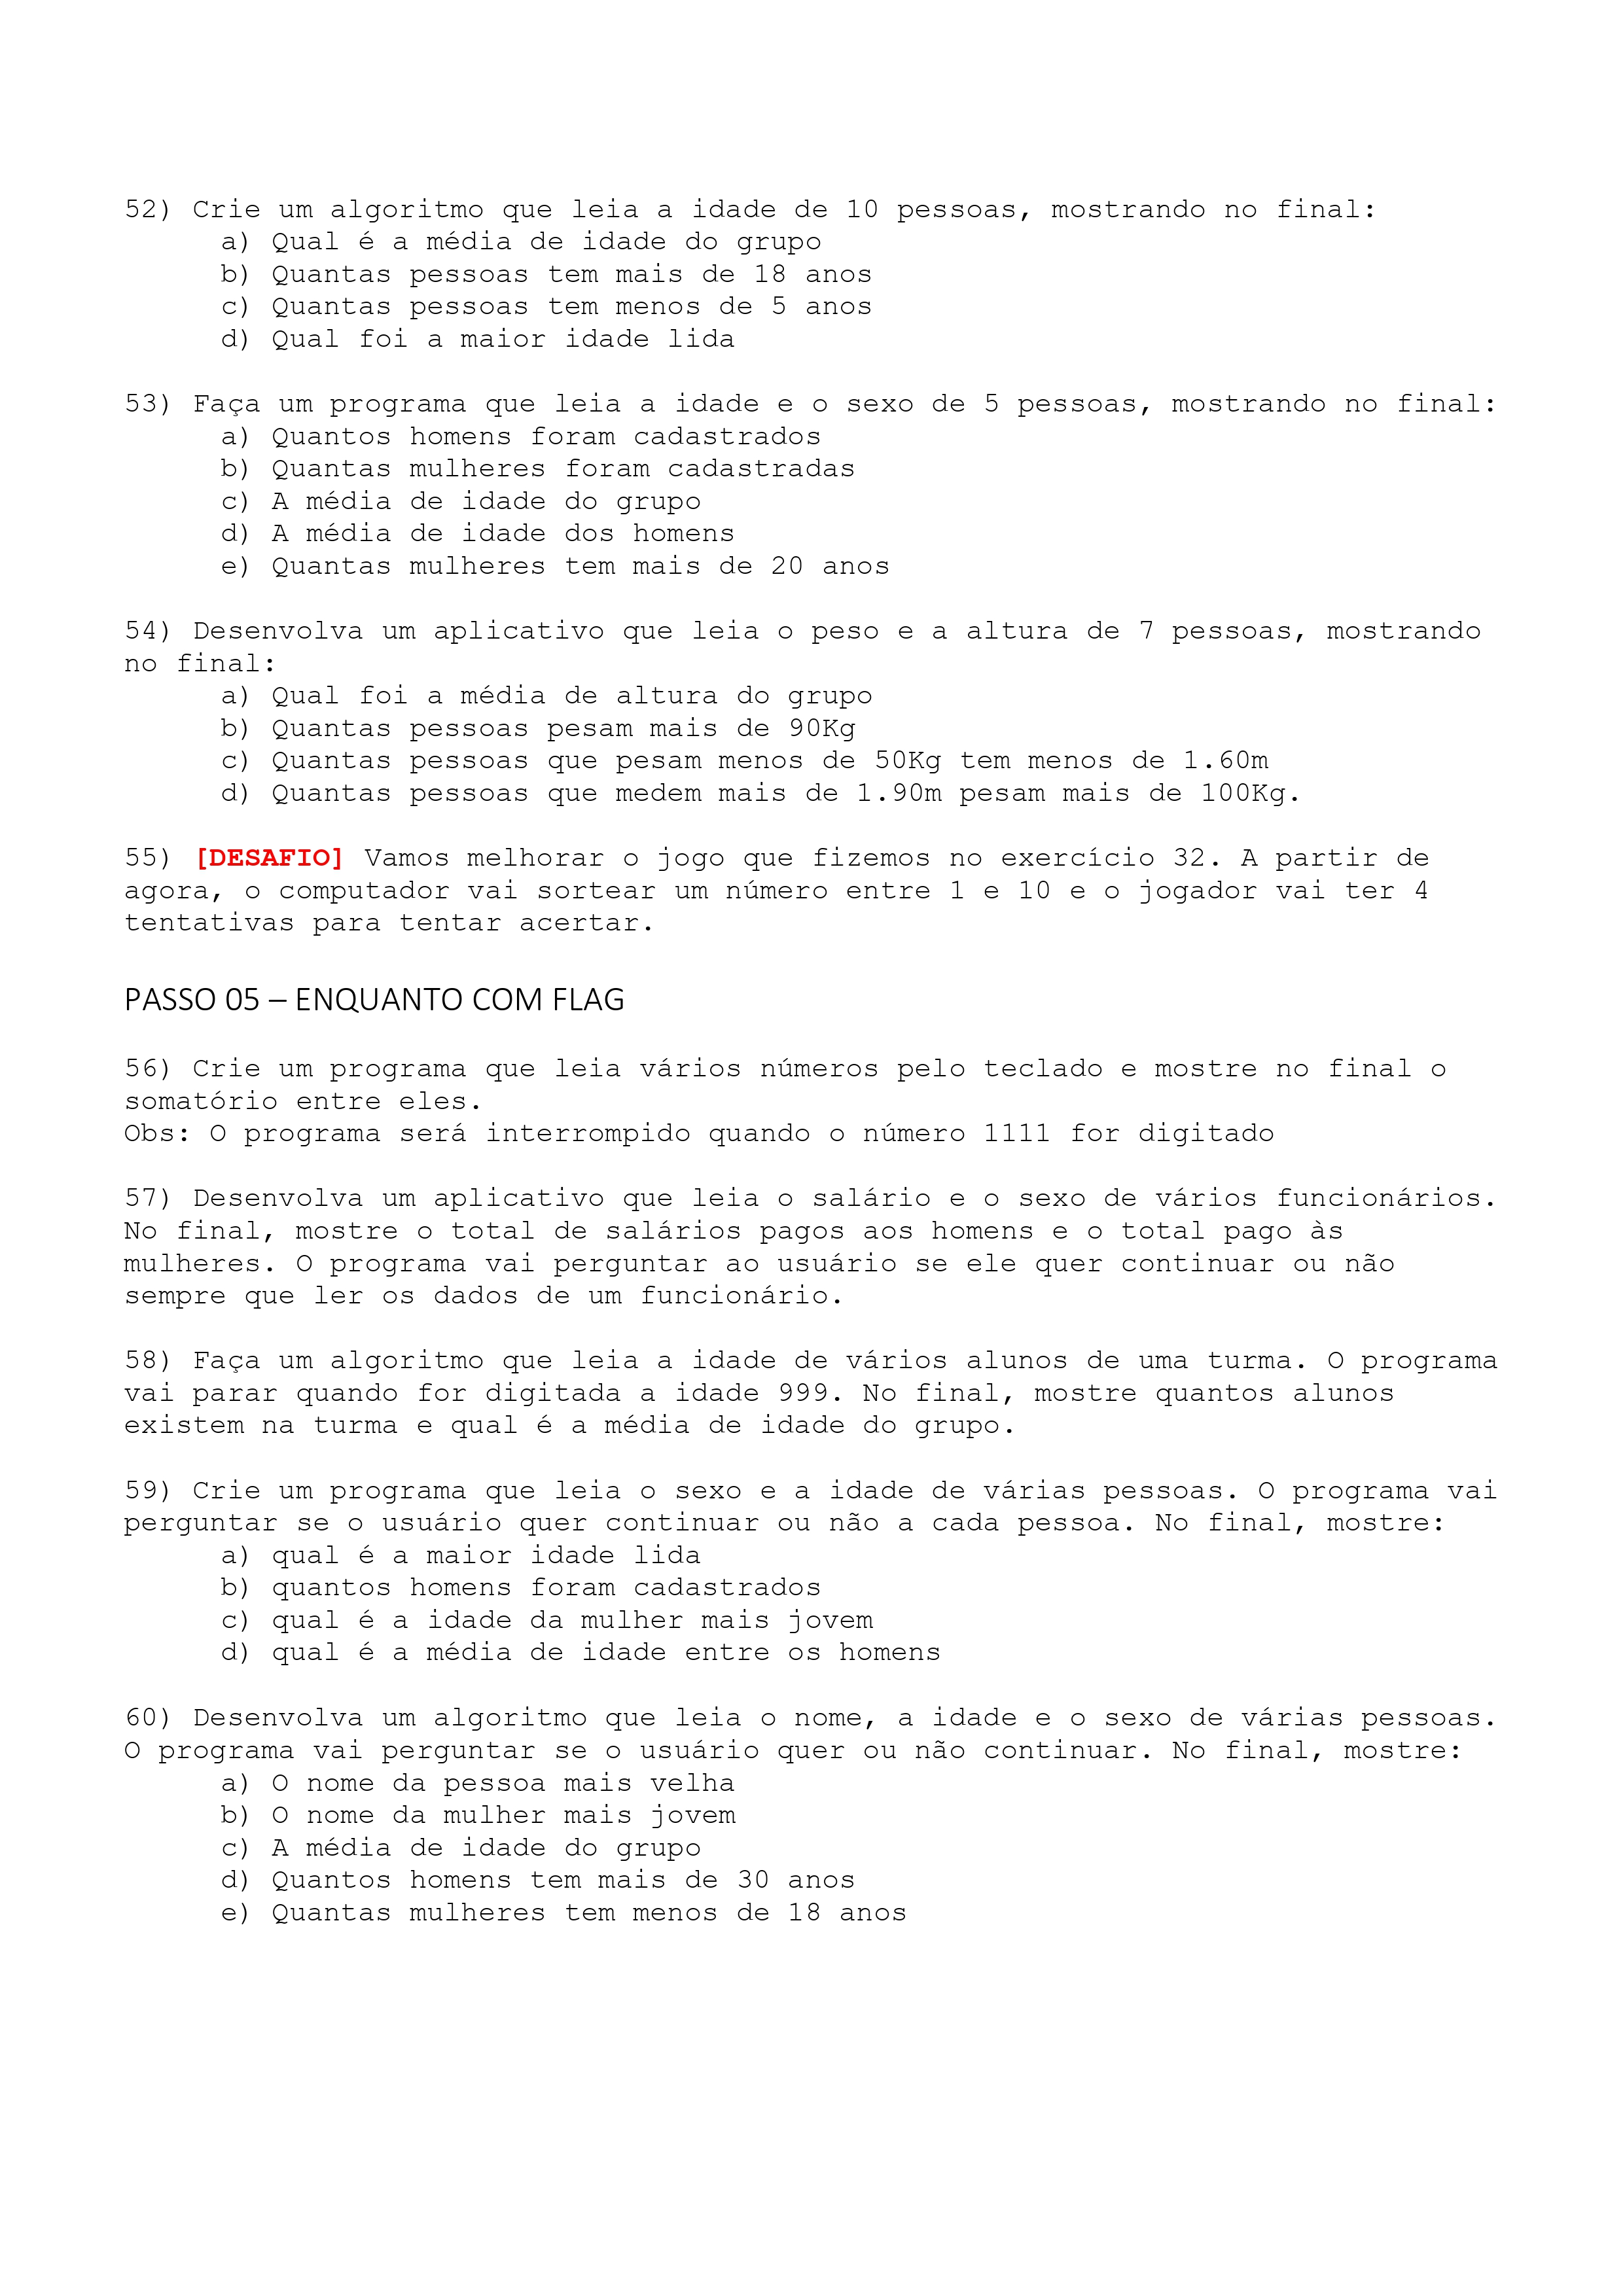 52) Crie um algoritmo que leia a idade de 10 pessoas, mostrando no final:
a) Qual é a média de idade do grupo
b) Quantas pessoas tem mais de 18 anos
c) Quantas pessoas tem menos de 5 anos
d) Qual foi a maior idade lida
53) Faça um programa que leia a idade e o sexo de 5 pessoas, mostrando no final:
a) Quantos homens foram cadastrados
b) Quantas mulheres foram cadastradas
c) A média de idade do grupo
d) A média de idade dos homens
e) Quantas mulheres tem mais de 20 anos
54) Desenvolva um aplicativo que leia o peso e a altura de 7 pessoas, mostrando
no final:
a) Qual foi a média de altura do grupo
b) Quantas pessoas pesam mais de 90Kg
c) Quantas pessoas que pesam menos de 50Kg tem menos de 1.60m
d) Quantas pessoas que medem mais de 1.90m pesam mais de 100Kg.
55) [DESAFIO] Vamos melhorar o jogo que fizemos no exercício 32. A partir de
agora, o computador vai sortear um número entre 1 e 10 e o jogador vai ter 4
tentativas para tentar acertar.
PASSO 05 – ENQUANTO COM FLAG
56) Crie um programa que leia vários números pelo teclado e mostre no final o
somatório entre eles.
Obs: O programa será interrompido quando o número 1111 for digitado
57) Desenvolva um aplicativo que leia o salário e o sexo de vários funcionários.
No final, mostre o total de salários pagos aos homens e o total pago às
mulheres. O programa vai perguntar ao usuário se ele quer continuar ou não
sempre que ler os dados de um funcionário.
58) Faça um algoritmo que leia a idade de vários alunos de uma turma. O programa
vai parar quando for digitada a idade 999. No final, mostre quantos alunos
existem na turma e qual é a média de idade do grupo.
59) Crie um programa que leia o sexo e a idade de várias pessoas. O programa vai
perguntar se o usuário quer continuar ou não a cada pessoa. No final, mostre:
a) qual é a maior idade lida
b) quantos homens foram cadastrados
c) qual é a idade da mulher mais jovem
d) qual é a média de idade entre os homens
60) Desenvolva um algoritmo que leia o nome, a idade e o sexo de várias pessoas.
O programa vai perguntar se o usuário quer ou não continuar. No final, mostre:
a) O nome da pessoa mais velha
b) O nome da mulher mais jovem
c) A média de idade do grupo
d) Quantos homens tem mais de 30 anos
e) Quantas mulheres tem menos de 18 anos